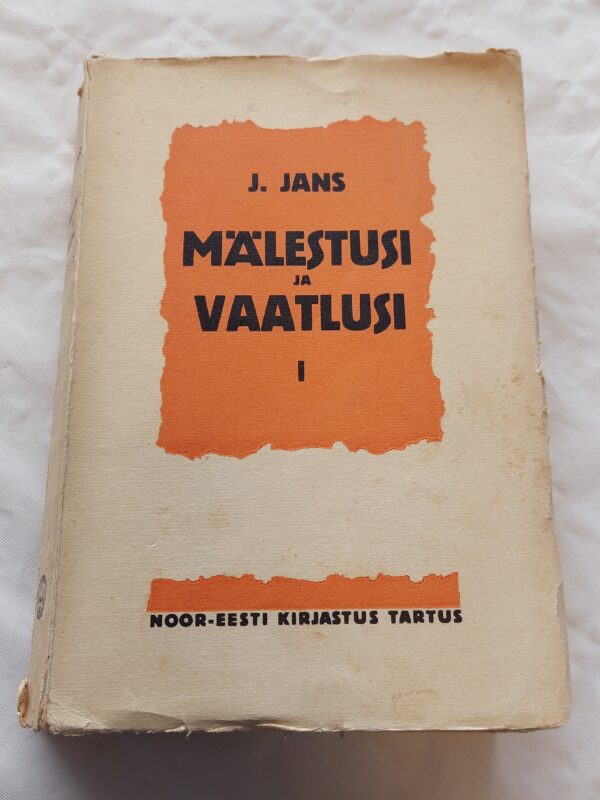 J. JANS
MÄLESTUSI
JA
VAATLUSI
I
NOOR-EESTI KIRJASTUS TARTUS